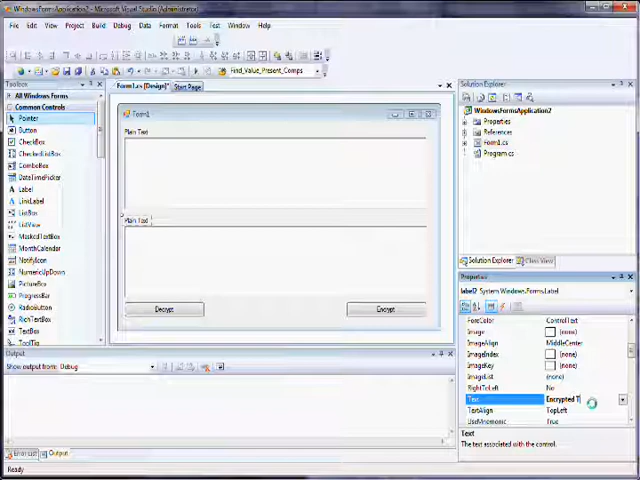 WindowsFormsApplication2 - Microsoft Visual Studio (Administrator)
File Edit View Project Build Debug Data Format Tools Test Window Help
Find_Value_Present_Comps
Toolbox
All Windows Forms
Common Controls
Pointer
Button
CheckBox
CheckedListBox
ComboBox
DateTimePicker
Label
LinkLabel
ListBox
ListView
MaskedTextBox
MonthCalendar
NotifyIcon
NumericUpDown
PictureBox
ProgressBar
RadioButton
RichTextBox
TextBox
ToolTip
Form1.cs [Design]* Start Page
Form1
Plain Text
Plain Text
Decrypt Encrypt
Solution Explorer
WindowsFormsApplication2
Properties
References
Form1.cs
Program.cs
Solution Explorer Class View
Properties
label2 System.Windows.Forms.Label
ForeColor ControlText
Image (none)
ImageAlign MiddleCenter
ImageIndex (none)
ImageKey (none)
ImageList (none)
RightToLeft No
Text Encrypted T
TextAlign TopLeft
UseMnemonic True
Text
The text associated with the control.
Output
Show output from: Debug
Error List Output
Ready